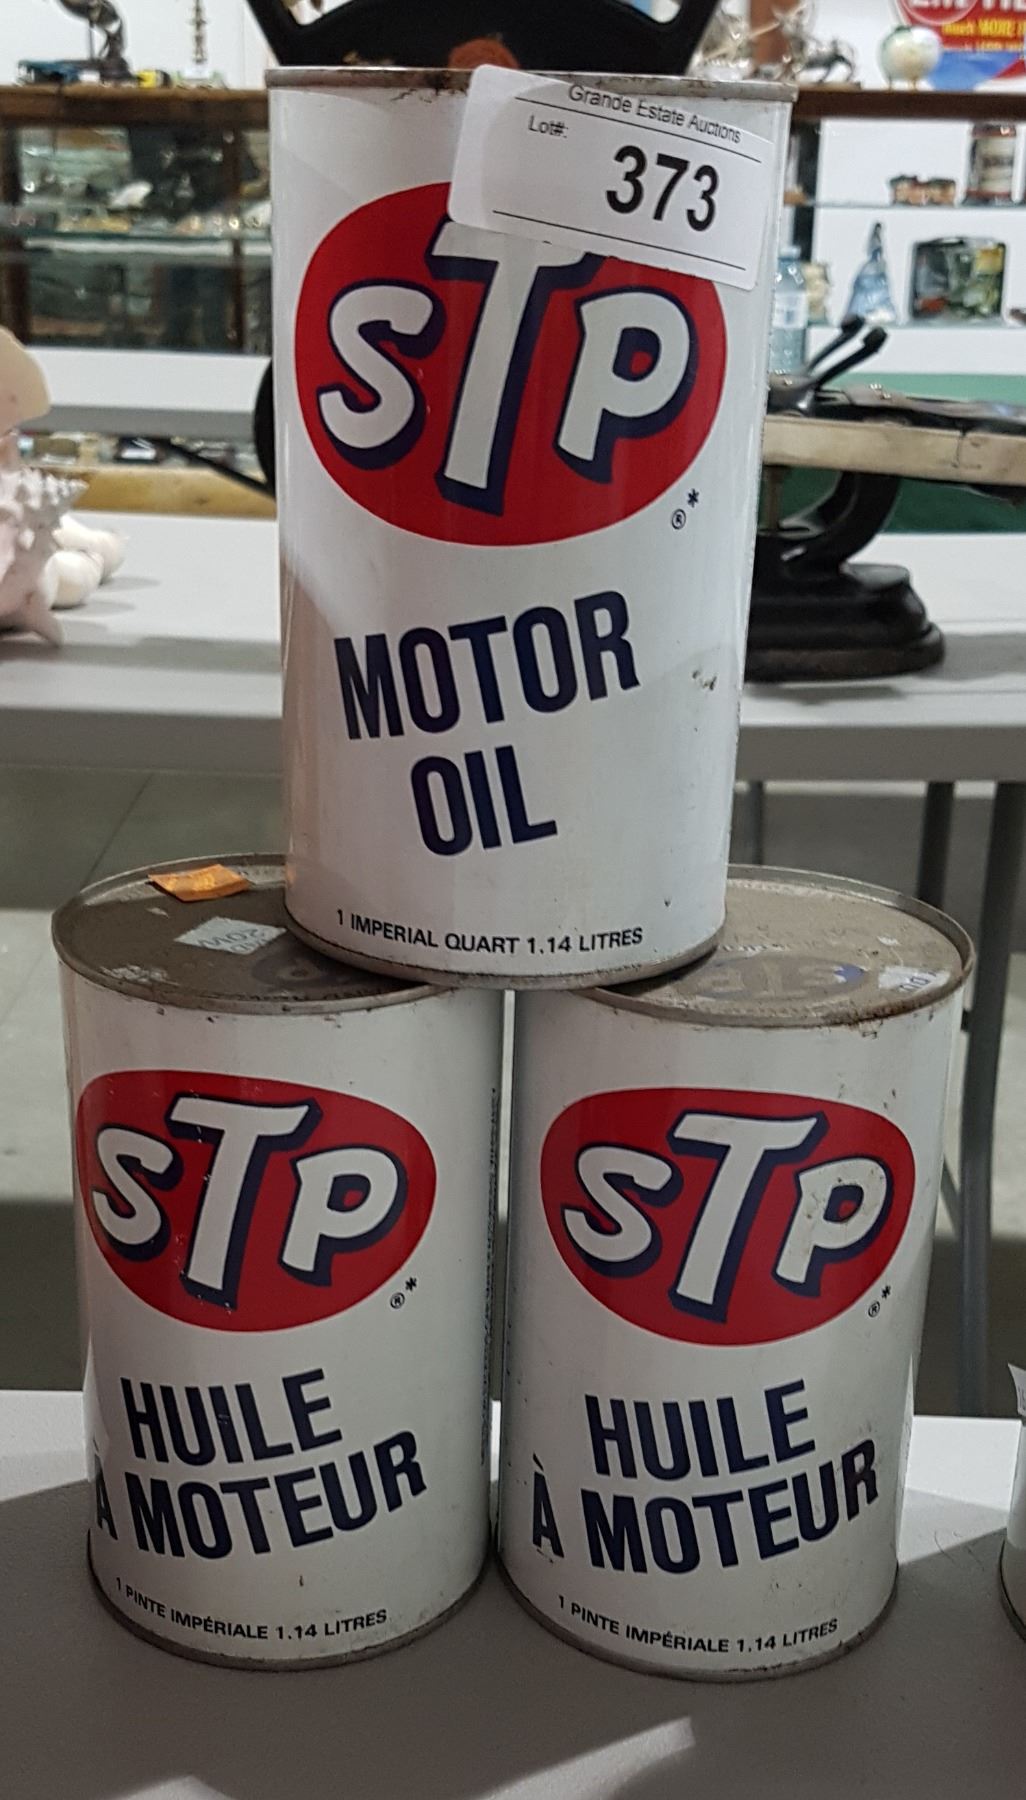 Grande Estate Auctions
Lot#:
373
STP
®*
MOTOR
OIL
1 IMPERIAL QUART 1.14 LITRES
STP
®*
HUILE
À MOTEUR
1 PINTE IMPÉRIALE 1.14 LITRES
STP
®*
HUILE
À MOTEUR
1 PINTE IMPÉRIALE 1.14 LITRES